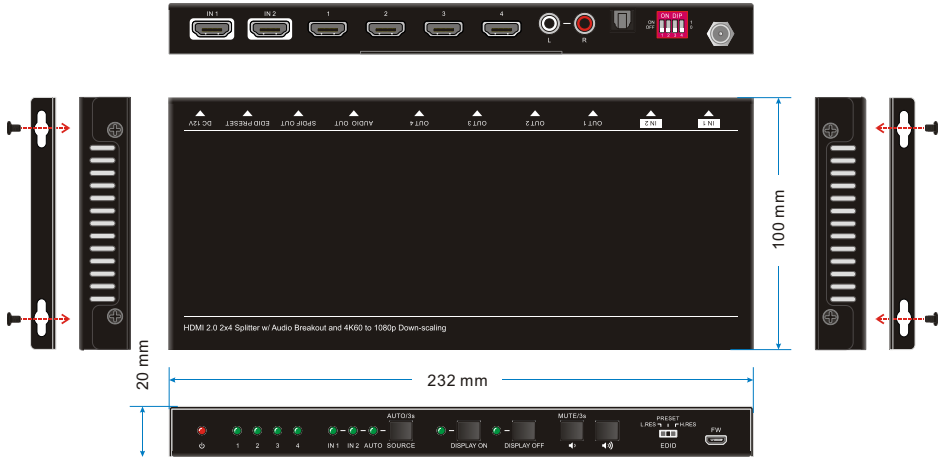 IN 1 IN 2 1 2 3 4
L R
ON DIP
ON
OFF
1
0
1 2 3 4
DC 12V EDID PRESET SPDIF OUT AUDIO OUT OUT 4 OUT 3 OUT 2 OUT 1 IN 2 IN 1
HDMI 2.0 2x4 Splitter w/ Audio Breakout and 4K60 to 1080p Down-scaling
100 mm
20 mm
232 mm
AUTO/3s MUTE/3s PRESET
L.RES H.RES FW
1 2 3 4 IN 1 IN 2 AUTO SOURCE DISPLAY ON DISPLAY OFF EDID